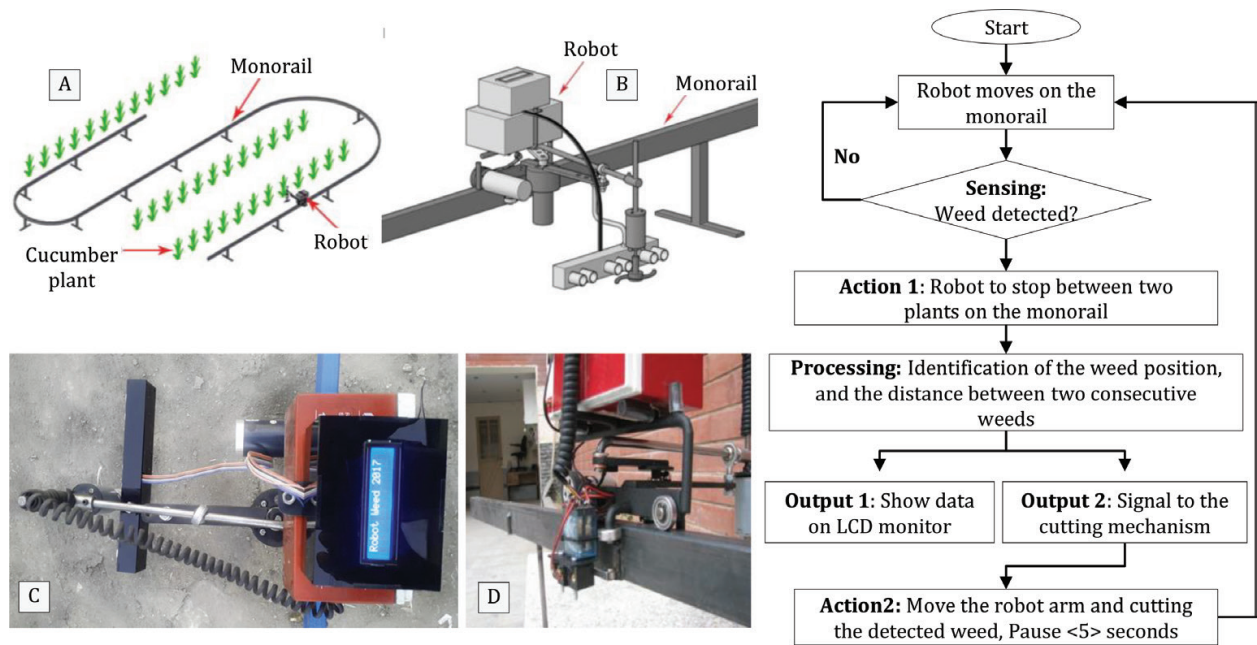 A
Monorail
Cucumber
plant
Robot
Robot
B
Monorail
C
Robot Weed 2017
D
Start
Robot moves on the
monorail
No
Sensing:
Weed detected?
Action 1: Robot to stop between two
plants on the monorail
Processing: Identification of the weed position,
and the distance between two consecutive
weeds
Output 1: Show data
on LCD monitor
Output 2: Signal to the
cutting mechanism
Action2: Move the robot arm and cutting
the detected weed, Pause <5> seconds